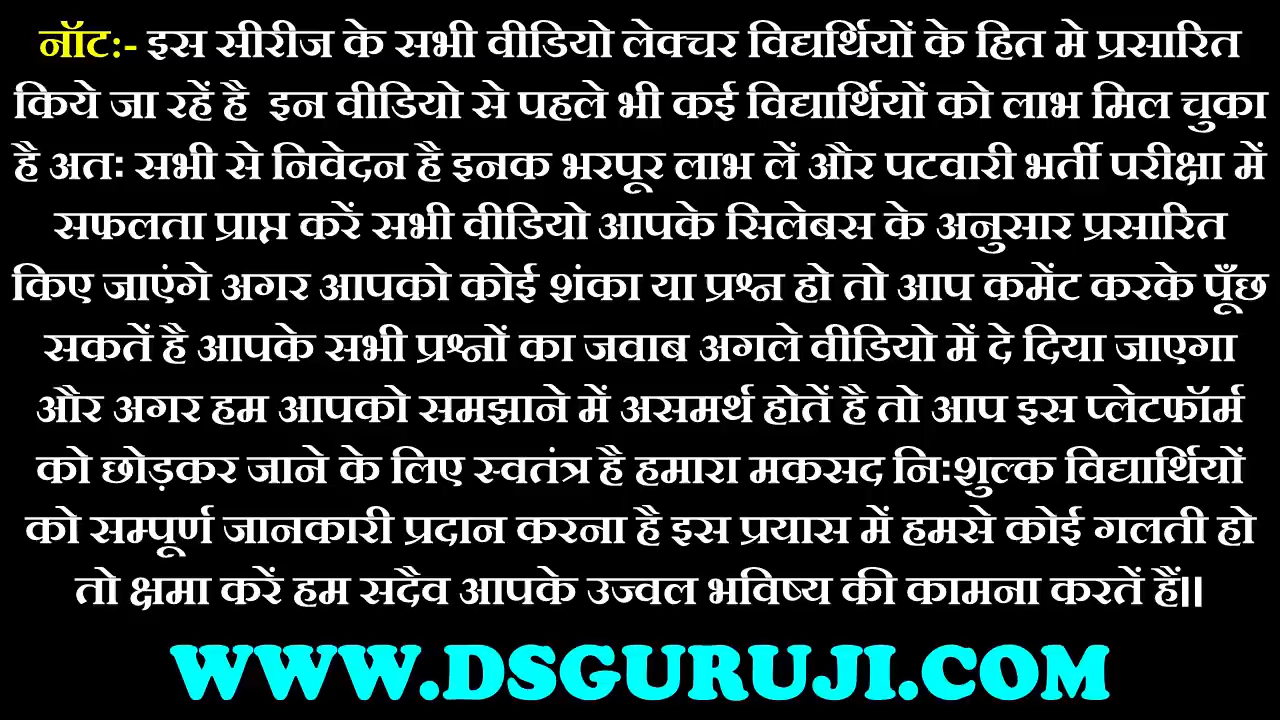 नॉट:- इस सीरीज के सभी वीडियो लेक्चर विद्यर्थियों के हित मे प्रसारित
किये जा रहें है इन वीडियो से पहले भी कई विद्यार्थियों को लाभ मिल चुका
है अतः सभी से निवेदन है इनक भरपूर लाभ लें और पटवारी भर्ती परीक्षा में
सफलता प्राप्त करें सभी वीडियो आपके सिलेबस के अनुसार प्रसारित
किए जाएंगे अगर आपको कोई शंका या प्रश्न हो तो आप कमेंट करके पूँछ
सकतें है आपके सभी प्रश्नों का जवाब अगले वीडियो में दे दिया जाएगा
और अगर हम आपको समझाने में असमर्थ होतें है तो आप इस प्लेटफॉर्म
को छोड़कर जाने के लिए स्वतंत्र है हमारा मकसद निःशुल्क विद्यार्थियों
को सम्पूर्ण जानकारी प्रदान करना है इस प्रयास में हमसे कोई गलती हो
तो क्षमा करें हम सदैव आपके उज्वल भविष्य की कामना करतें हैं॥
WWW.DSGURUJI.COM